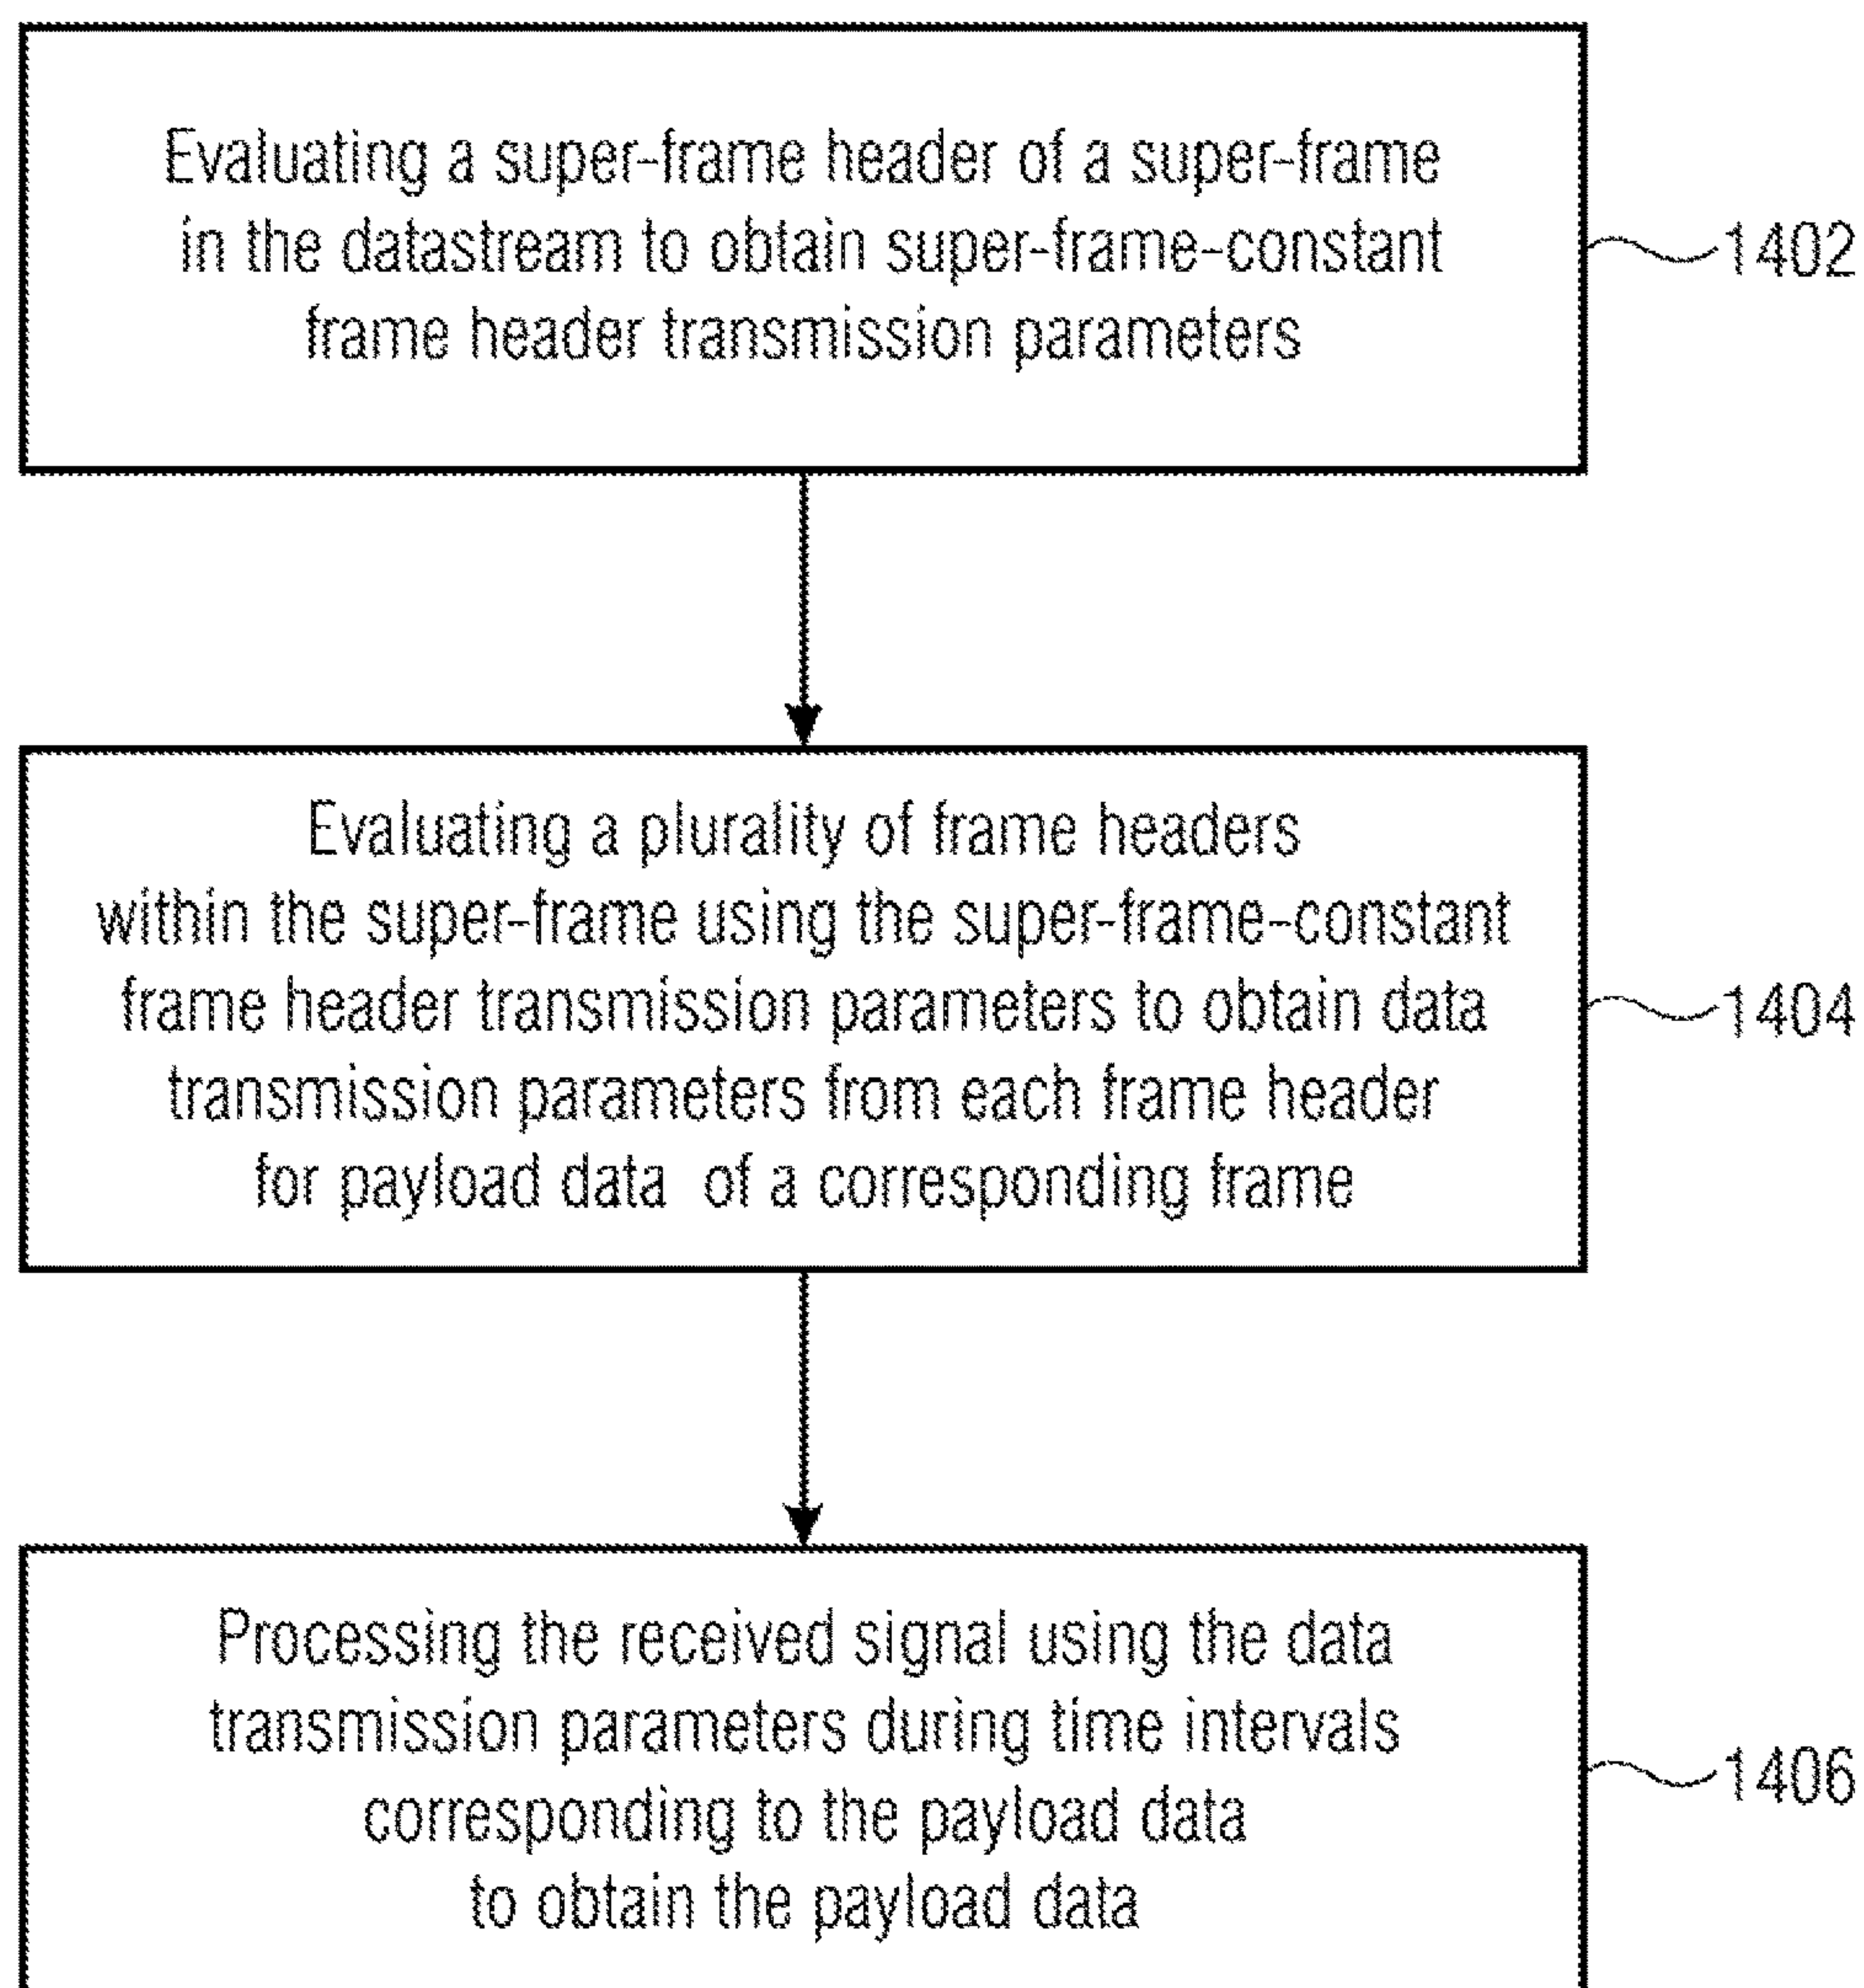 Evaluating a super-frame header of a super-frame
in the datastream to obtain super-frame-constant
frame header transmission parameters
1402
Evaluating a plurality of frame headers
within the super-frame using the super-frame-constant
frame header transmission parameters to obtain data
transmission parameters from each frame header
for payload data of a corresponding frame
1404
Processing the received signal using the data
transmission parameters during time intervals
corresponding to the payload data
to obtain the payload data
1406